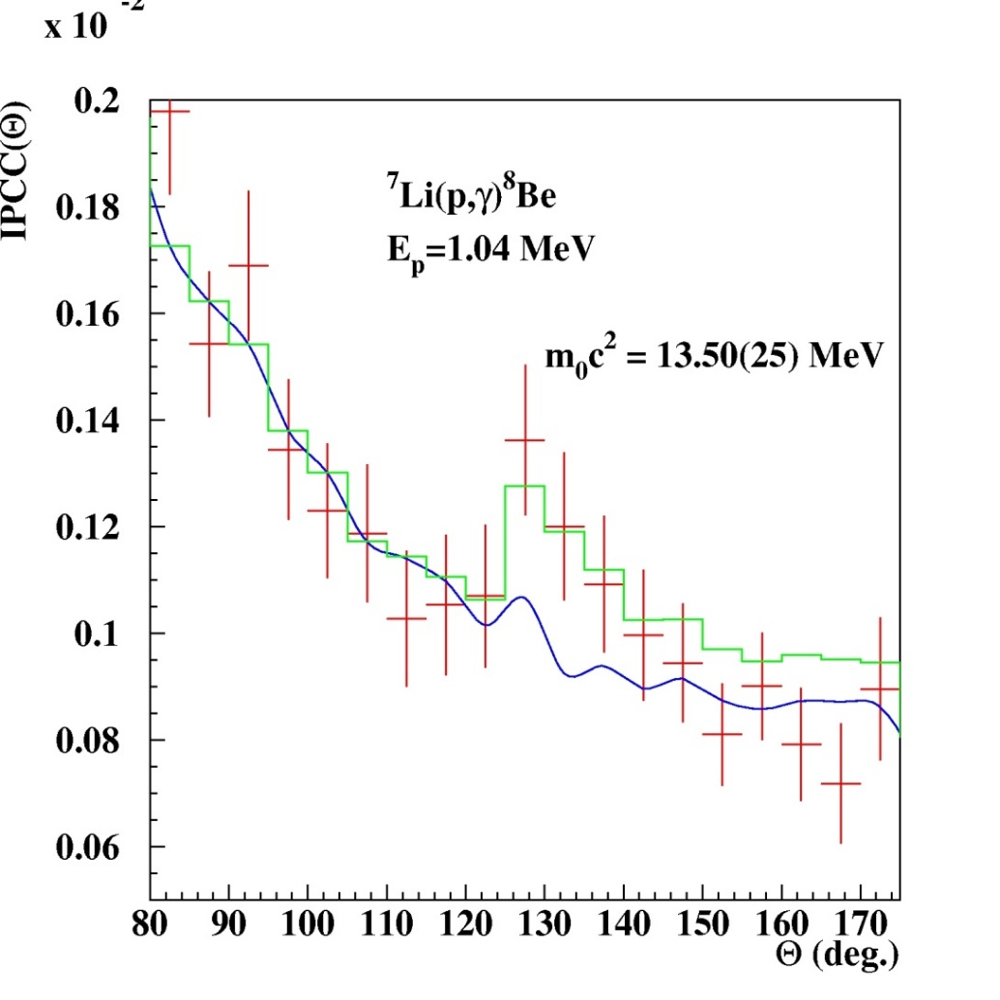 x 10⁻²
IPCC(Θ)
0.2
0.18
0.16
0.14
0.12
0.1
0.08
0.06
⁷Li(p,γ)⁸Be
Eₚ=1.04 MeV
m₀c² = 13.50(25) MeV
80 90 100 110 120 130 140 150 160 170
Θ (deg.)